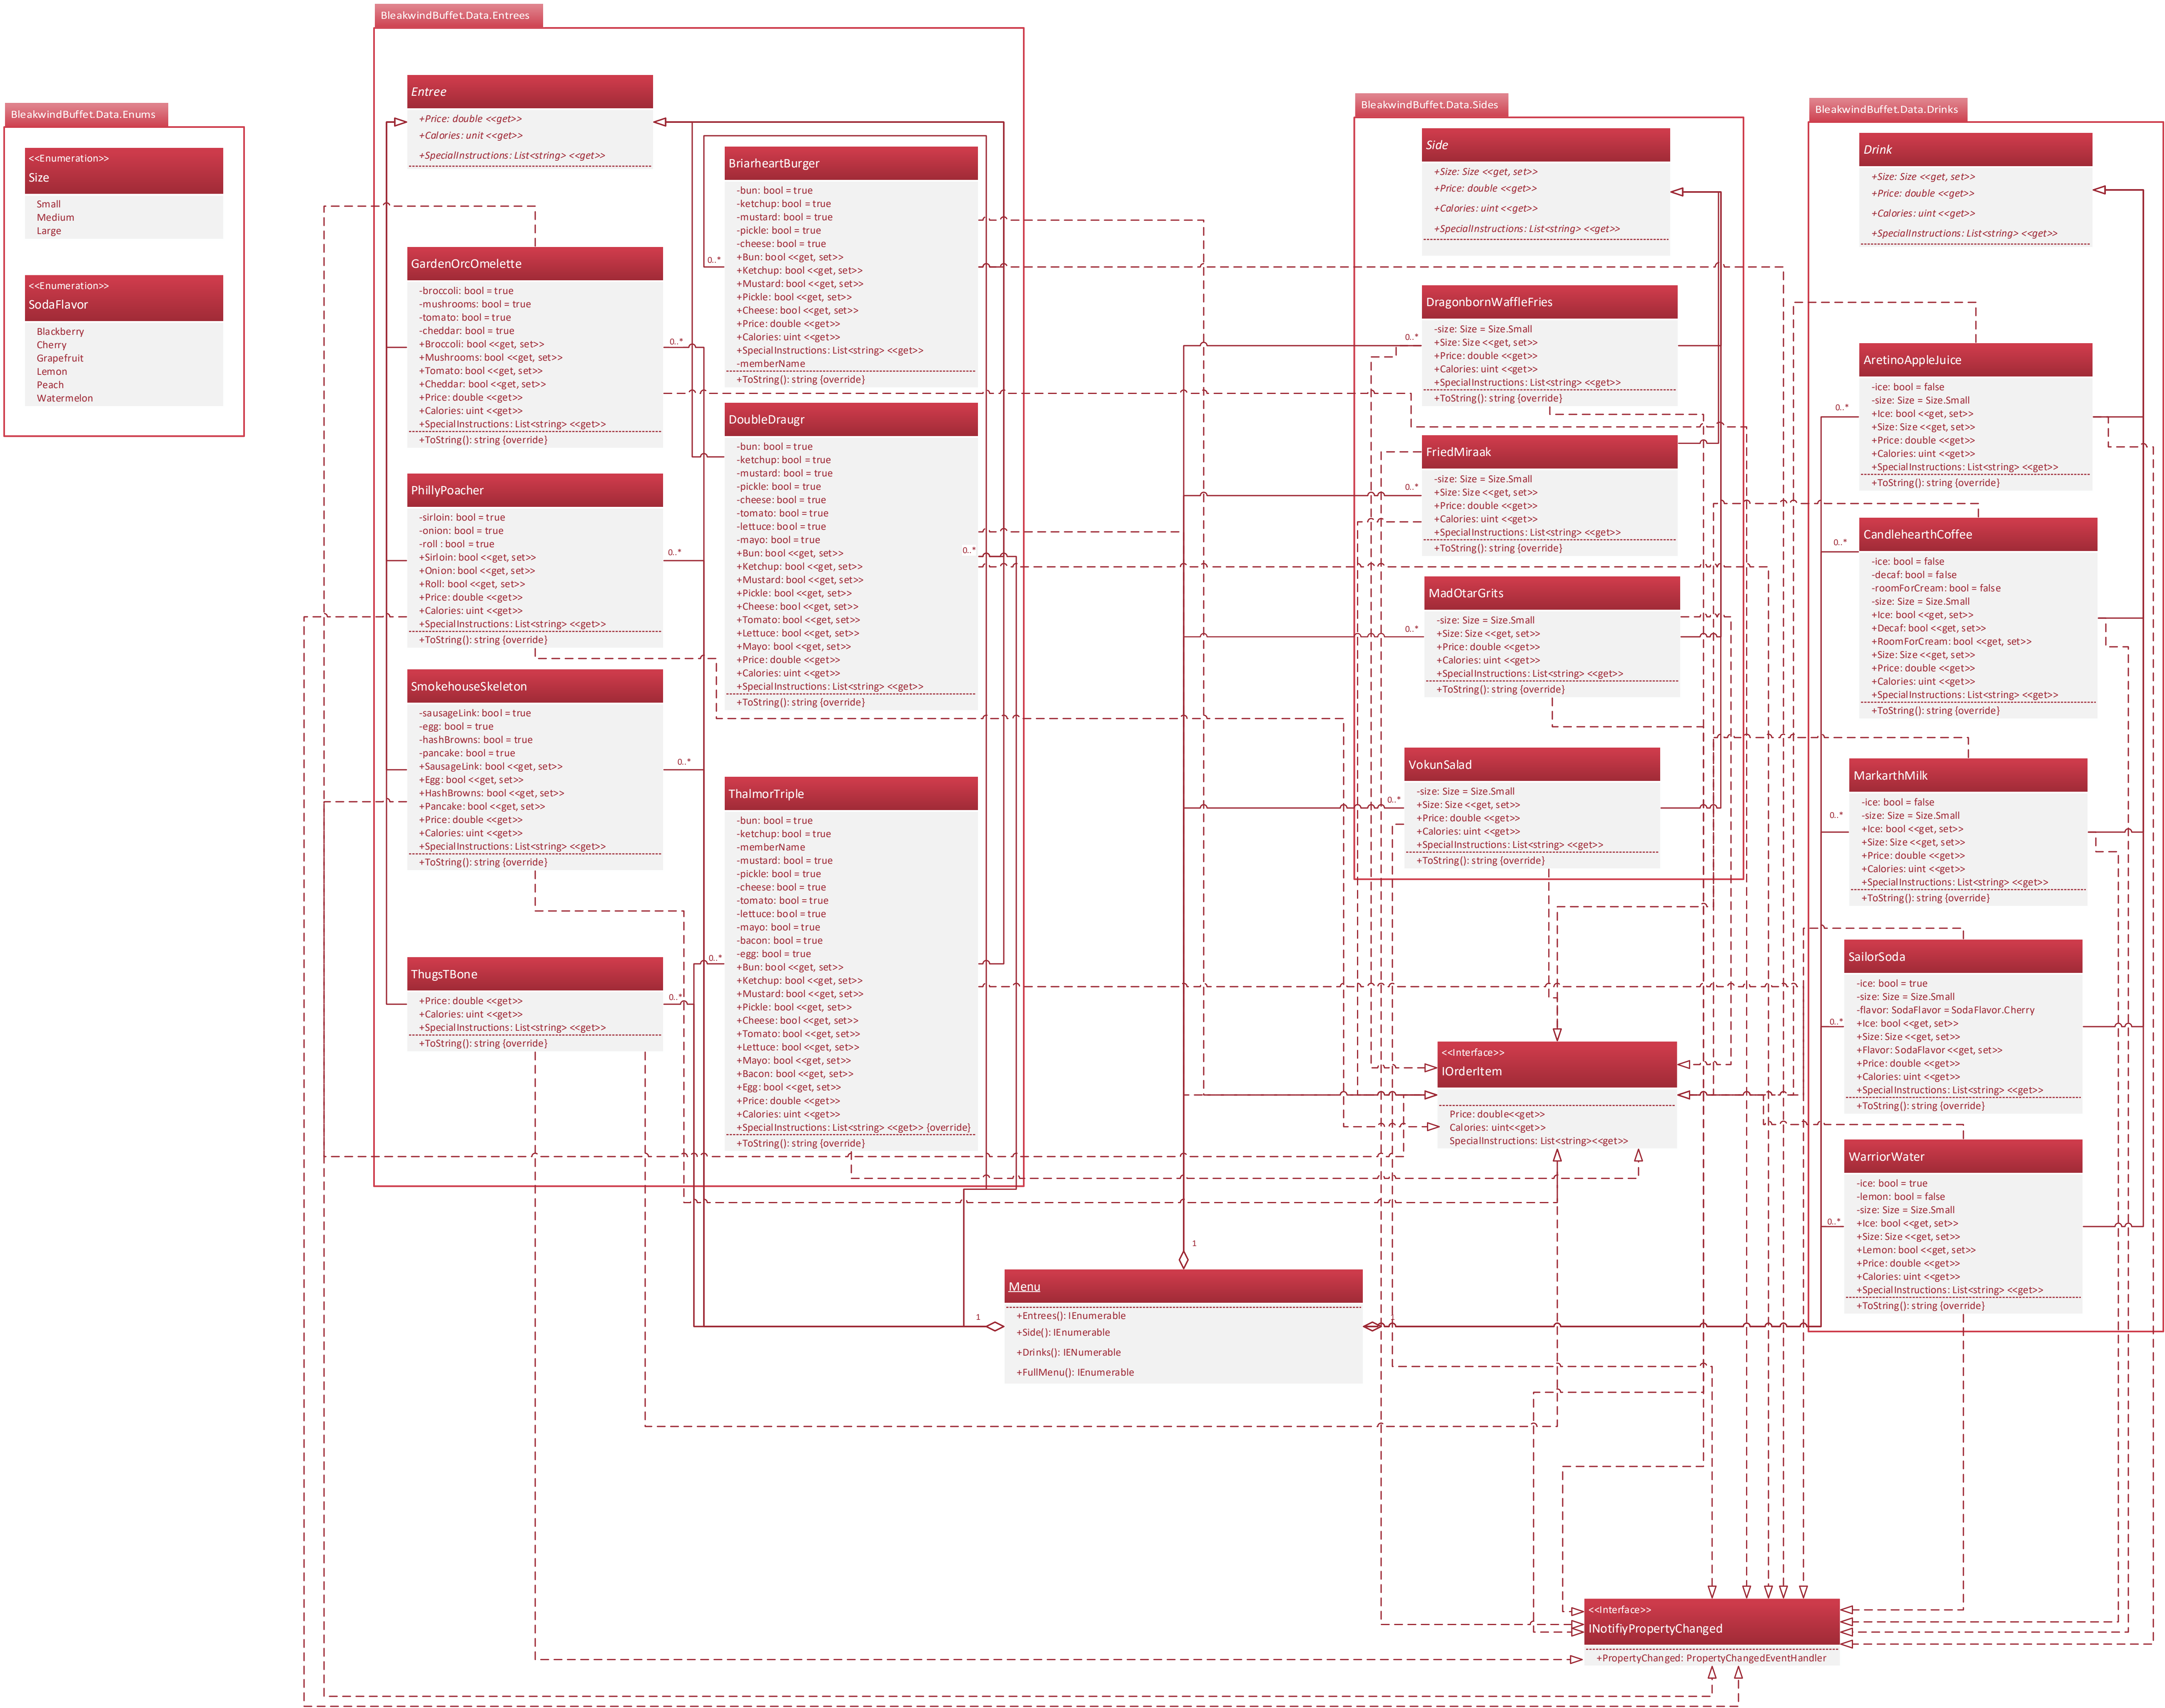 BleakwindBuffet.Data.Enums
<<Enumeration>>
Size
Small
Medium
Large
<<Enumeration>>
SodaFlavor
Blackberry
Cherry
Grapefruit
Lemon
Peach
Watermelon
BleakwindBuffet.Data.Entrees
Entree
+Price: double <<get>>
+Calories: unit <<get>>
+SpecialInstructions: List<string> <<get>>
GardenOrcOmelette
-broccoli: bool = true
-mushrooms: bool = true
-tomato: bool = true
-cheddar: bool = true
+Broccoli: bool <<get, set>>
+Mushrooms: bool <<get, set>>
+Tomato: bool <<get, set>>
+Cheddar: bool <<get, set>>
+Price: double <<get>>
+Calories: uint <<get>>
+SpecialInstructions: List<string> <<get>>
+ToString(): string {override}
0..*
PhillyPoacher
-sirloin: bool = true
-onion: bool = true
-roll : bool = true
+Sirloin: bool <<get, set>>
+Onion: bool <<get, set>>
+Roll: bool <<get, set>>
+Price: double <<get>>
+Calories: uint <<get>>
+SpecialInstructions: List<string> <<get>>
+ToString(): string {override}
0..*
SmokehouseSkeleton
-sausageLink: bool = true
-egg: bool = true
-hashBrowns: bool = true
-pancake: bool = true
+SausageLink: bool <<get, set>>
+Egg: bool <<get, set>>
+HashBrowns: bool <<get, set>>
+Pancake: bool <<get, set>>
+Price: double <<get>>
+Calories: uint <<get>>
+SpecialInstructions: List<string> <<get>>
+ToString(): string {override}
0..*
ThugsTBone
+Price: double <<get>>
+Calories: uint <<get>>
+SpecialInstructions: List<string> <<get>>
+ToString(): string {override}
0..*
BriarheartBurger
-bun: bool = true
-ketchup: bool = true
-mustard: bool = true
-pickle: bool = true
-cheese: bool = true
+Bun: bool <<get, set>>
+Ketchup: bool <<get, set>>
+Mustard: bool <<get, set>>
+Pickle: bool <<get, set>>
+Cheese: bool <<get, set>>
+Price: double <<get>>
+Calories: uint <<get>>
+SpecialInstructions: List<string> <<get>>
-memberName
+ToString(): string {override}
0..*
DoubleDraugr
-bun: bool = true
-ketchup: bool = true
-mustard: bool = true
-pickle: bool = true
-cheese: bool = true
-tomato: bool = true
-lettuce: bool = true
-mayo: bool = true
+Bun: bool <<get, set>>
+Ketchup: bool <<get, set>>
+Mustard: bool <<get, set>>
+Pickle: bool <<get, set>>
+Cheese: bool <<get, set>>
+Tomato: bool <<get, set>>
+Lettuce: bool <<get, set>>
+Mayo: bool <<get, set>>
+Price: double <<get>>
+Calories: uint <<get>>
+SpecialInstructions: List<string> <<get>>
+ToString(): string {override}
0..*
ThalmorTriple
-bun: bool = true
-ketchup: bool = true
-memberName
-mustard: bool = true
-pickle: bool = true
-cheese: bool = true
-tomato: bool = true
-lettuce: bool = true
-mayo: bool = true
-bacon: bool = true
-egg: bool = true
+Bun: bool <<get, set>>
+Ketchup: bool <<get, set>>
+Mustard: bool <<get, set>>
+Pickle: bool <<get, set>>
+Cheese: bool <<get, set>>
+Tomato: bool <<get, set>>
+Lettuce: bool <<get, set>>
+Mayo: bool <<get, set>>
+Bacon: bool <<get, set>>
+Egg: bool <<get, set>>
+Price: double <<get>>
+Calories: uint <<get>>
+SpecialInstructions: List<string> <<get>> {override}
+ToString(): string {override}
0..*
BleakwindBuffet.Data.Sides
Side
+Size: Size <<get, set>>
+Price: double <<get>>
+Calories: uint <<get>>
+SpecialInstructions: List<string> <<get>>
DragonbornWaffleFries
-size: Size = Size.Small
+Size: Size <<get, set>>
+Price: double <<get>>
+Calories: uint <<get>>
+SpecialInstructions: List<string> <<get>>
+ToString(): string {override}
0..*
FriedMiraak
-size: Size = Size.Small
+Size: Size <<get, set>>
+Price: double <<get>>
+Calories: uint <<get>>
+SpecialInstructions: List<string> <<get>>
+ToString(): string {override}
0..*
MadOtarGrits
-size: Size = Size.Small
+Size: Size <<get, set>>
+Price: double <<get>>
+Calories: uint <<get>>
+SpecialInstructions: List<string> <<get>>
+ToString(): string {override}
0..*
VokunSalad
-size: Size = Size.Small
+Size: Size <<get, set>>
+Price: double <<get>>
+Calories: uint <<get>>
+SpecialInstructions: List<string> <<get>>
+ToString(): string {override}
0..*
BleakwindBuffet.Data.Drinks
Drink
+Size: Size <<get, set>>
+Price: double <<get>>
+Calories: uint <<get>>
+SpecialInstructions: List<string> <<get>>
AretinoAppleJuice
-ice: bool = false
-size: Size = Size.Small
+Ice: bool <<get, set>>
+Size: Size <<get, set>>
+Price: double <<get>>
+Calories: uint <<get>>
+SpecialInstructions: List<string> <<get>>
+ToString(): string {override}
0..*
CandlehearthCoffee
-ice: bool = false
-decaf: bool = false
-roomForCream: bool = false
-size: Size = Size.Small
+Ice: bool <<get, set>>
+Decaf: bool <<get, set>>
+RoomForCream: bool <<get, set>>
+Size: Size <<get, set>>
+Price: double <<get>>
+Calories: uint <<get>>
+SpecialInstructions: List<string> <<get>>
+ToString(): string {override}
0..*
MarkarthMilk
-ice: bool = false
-size: Size = Size.Small
+Ice: bool <<get, set>>
+Size: Size <<get, set>>
+Price: double <<get>>
+Calories: uint <<get>>
+SpecialInstructions: List<string> <<get>>
+ToString(): string {override}
0..*
SailorSoda
-ice: bool = true
-size: Size = Size.Small
-flavor: SodaFlavor = SodaFlavor.Cherry
+Ice: bool <<get, set>>
+Size: Size <<get, set>>
+Flavor: SodaFlavor <<get, set>>
+Price: double <<get>>
+Calories: uint <<get>>
+SpecialInstructions: List<string> <<get>>
+ToString(): string {override}
0..*
WarriorWater
-ice: bool = true
-lemon: bool = false
-size: Size = Size.Small
+Ice: bool <<get, set>>
+Size: Size <<get, set>>
+Lemon: bool <<get, set>>
+Price: double <<get>>
+Calories: uint <<get>>
+SpecialInstructions: List<string> <<get>>
+ToString(): string {override}
0..*
<<Interface>>
IOrderItem
Price: double<<get>>
Calories: uint<<get>>
SpecialInstructions: List<string><<get>>
1
1
Menu
+Entrees(): IEnumerable
+Side(): IEnumerable
+Drinks(): IENumerable
+FullMenu(): IEnumerable
<<Interface>>
INotifiyPropertyChanged
+PropertyChanged: PropertyChangedEventHandler